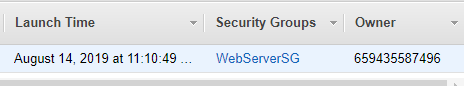 Launch Time Security Groups Owner
August 14, 2019 at 11:10:49 ... WebServerSG 659435587496